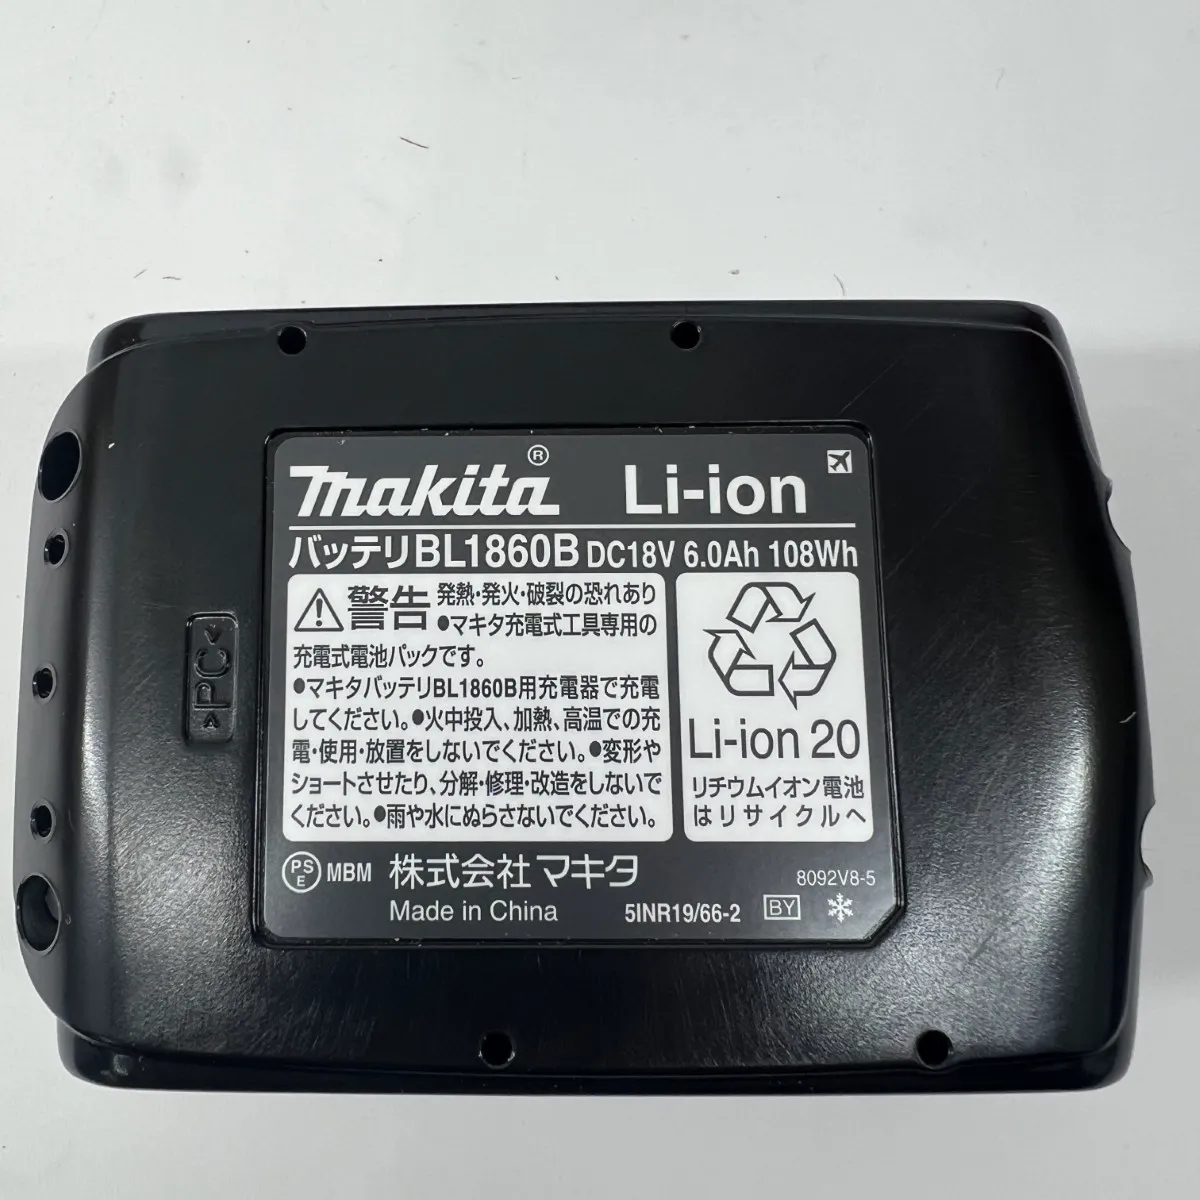 makita® Li-ion
バッテリBL1860B DC18V 6.0Ah 108Wh
警告 発熱・発火・破裂の恐れあり
●マキタ充電式工具専用の
充電式電池パックです。
●マキタバッテリBL1860B用充電器で充電
してください。●火中投入、加熱、高温での充
電・使用・放置をしないでください。●変形や
ショートさせたり、分解・修理・改造をしないで
ください。●雨や水にぬらさないでください。
Li-ion 20
リチウムイオン電池
はリサイクルへ
PSE MBM 株式会社マキタ
8092V8-5
Made in China
5INR19/66-2 BY
>PC<